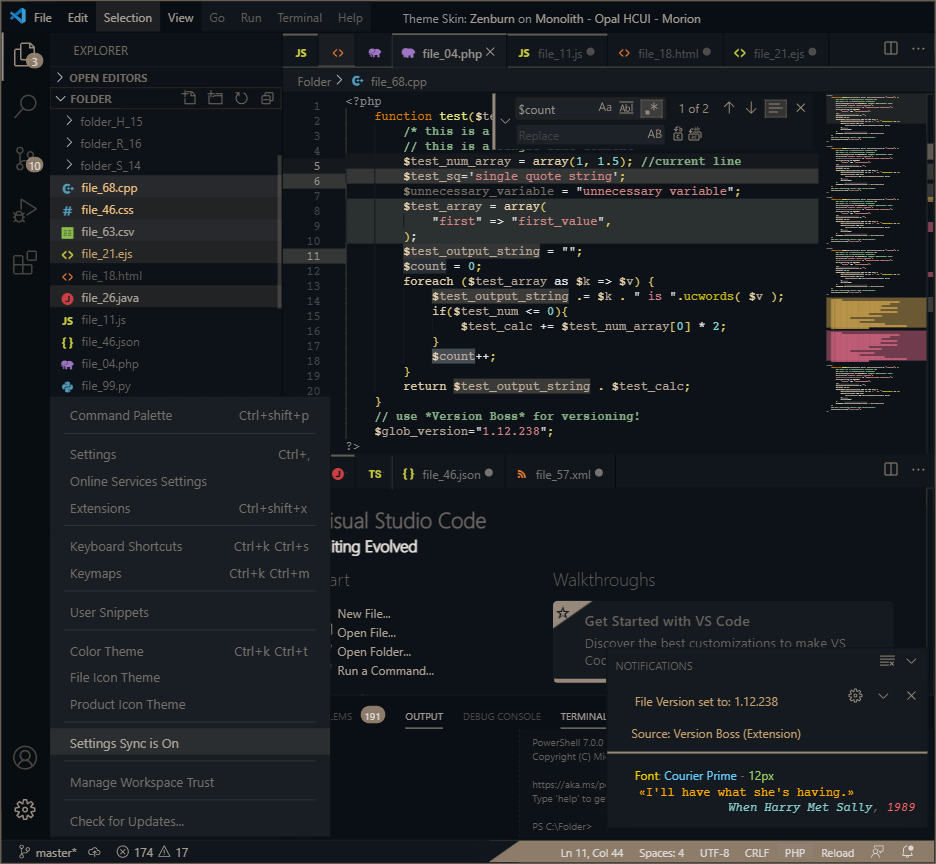 File Edit Selection View Go Run Terminal Help Theme Skin: Zenburn on Monolith - Opal HCUI - Morion
3
10
EXPLORER
OPEN EDITORS
FOLDER
folder_H_15
folder_R_16
folder_S_14
file_68.cpp
# file_46.css
file_63.csv
<> file_21.ejs
<> file_18.html
J file_26.java
JS file_11.js
{} file_46.json
file_04.php
file_99.py
JS <> file_04.php JS file_11.js <> file_18.html <> file_21.ejs ...
Folder > file_68.cpp
$count Aa Abl .* 1 of 2
Replace AB
1 <?php
2 function test($te
3 /* this is a
4 // this is a
5 $test_num_array = array(1, 1.5); //current line
6 $test_sq='single quote string';
7 $unnecessary_variable = "unnecessary variable";
8 $test_array = array(
9 "first" => "first_value",
10 );
11 $test_output_string = "";
12 $count = 0;
13 foreach ($test_array as $k => $v) {
14 $test_output_string .= $k . " is ".ucwords( $v );
15 if($test_num <= 0){
16 $test_calc += $test_num_array[0] * 2;
17 }
18 $count++;
19 }
20 return $test_output_string . $test_calc;
}
// use *Version Boss* for versioning!
$glob_version="1.12.238";
?>
Command Palette Ctrl+shift+p
Settings Ctrl+,
Online Services Settings
Extensions Ctrl+shift+x
Keyboard Shortcuts Ctrl+k Ctrl+s
Keymaps Ctrl+k Ctrl+m
User Snippets
Color Theme Ctrl+k Ctrl+t
File Icon Theme
Product Icon Theme
Settings Sync is On
Manage Workspace Trust
Check for Updates...
J TS {} file_46.json file_57.xml ...
isual Studio Code
iting Evolved
art
New File...
Open File...
Open Folder...
Run a Command...
Walkthroughs
Get Started with VS Code
Discover the best customizations to make VS
Coc
LEMS 191 OUTPUT DEBUG CONSOLE TERMINAL
PowerShell 7.0.0
Copyright (C) Mi
https://aka.ms/p
Type 'help' to ge
PS C:\Folder>
NOTIFICATIONS
File Version set to: 1.12.238
Source: Version Boss (Extension)
Font: Courier Prime - 12px
«I'll have what she's having.»
When Harry Met Sally, 1989
master* 174 17 Ln 11, Col 44 Spaces: 4 UTF-8 CRLF PHP Reload